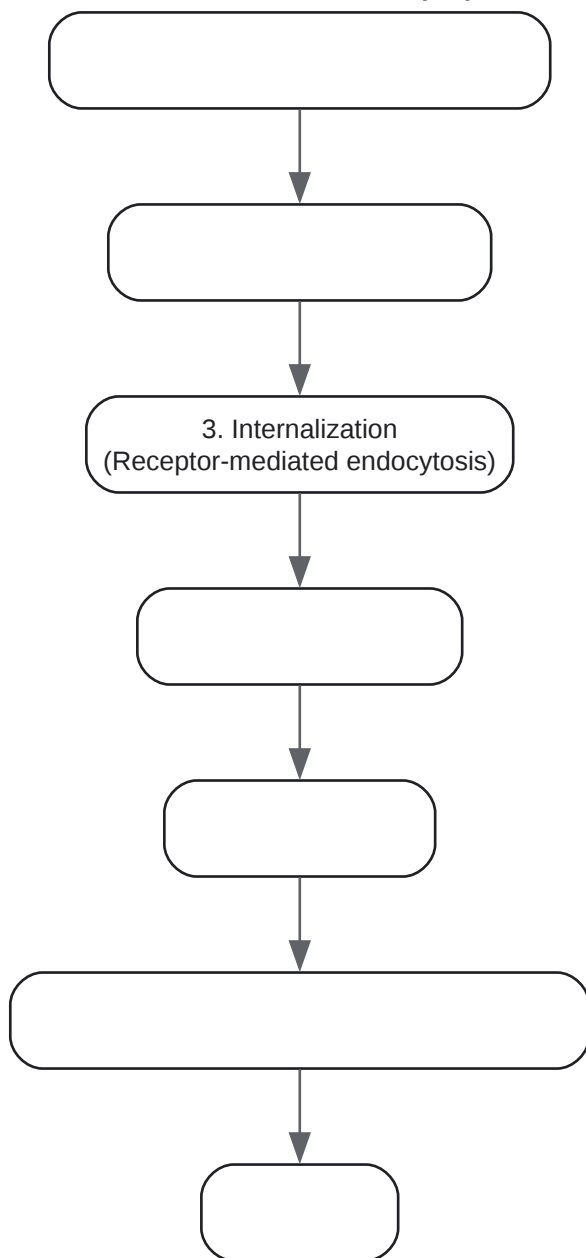 3. Internalization
(Receptor-mediated endocytosis)